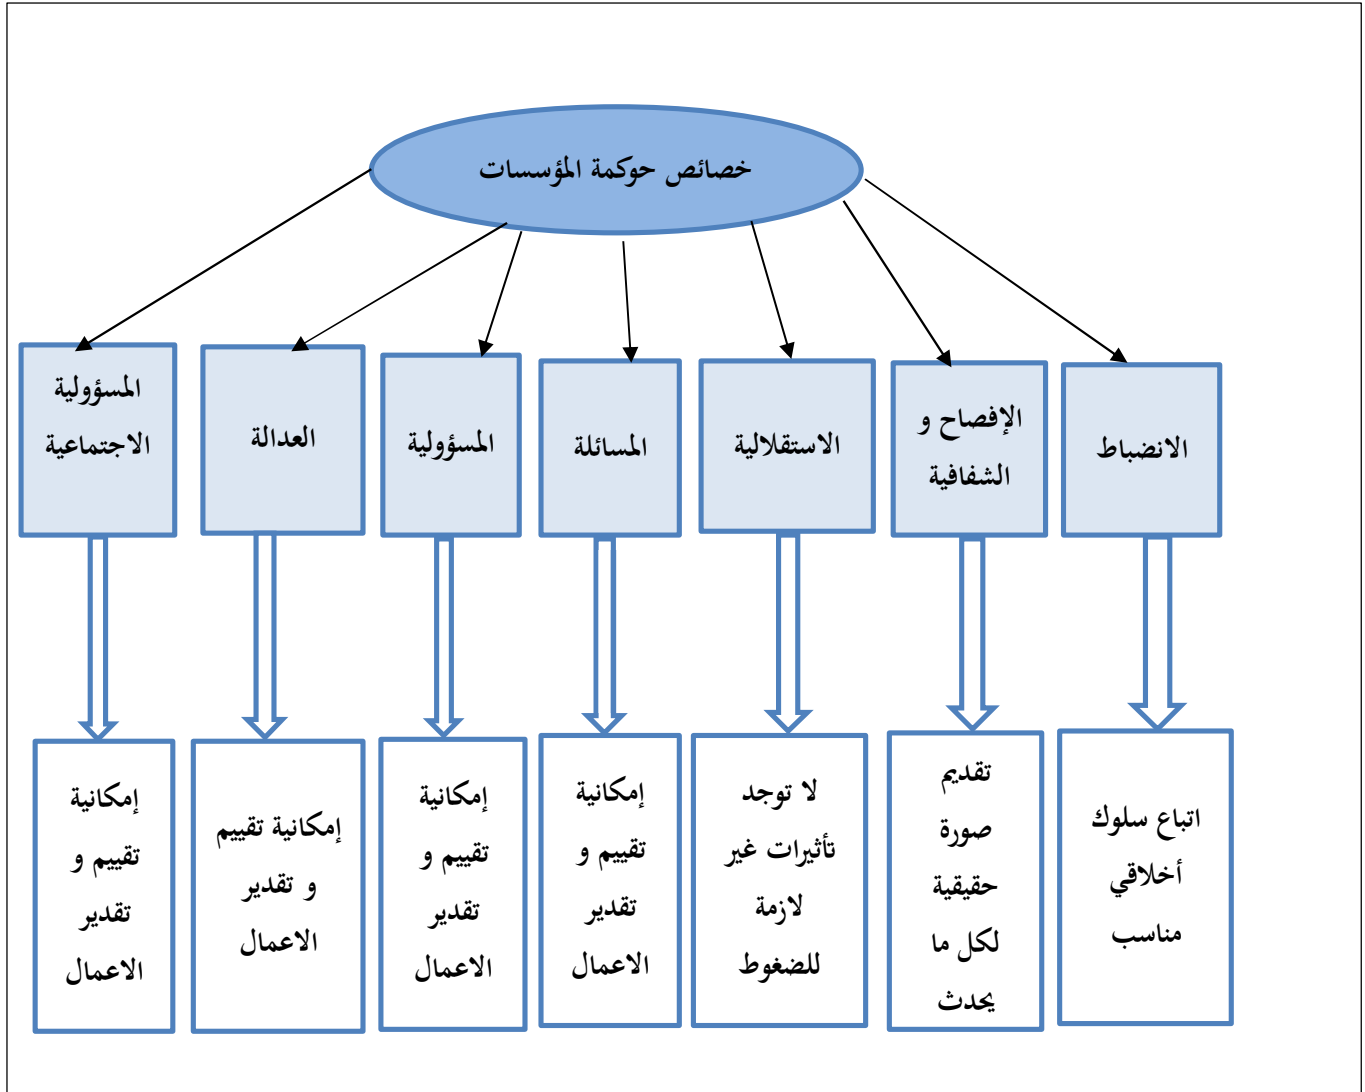 خصائص حوكمة المؤسسات
الانضباط
الإفصاح و
الشفافية
الاستقلالية
المسائلة
المسؤولية
العدالة
المسؤولية
الاجتماعية
اتباع سلوك
أخلاقي
مناسب
تقديم
صورة
حقيقية
لكل ما
يحدث
لا توجد
تأثيرات غير
لازمة
للضغوط
إمكانية
تقييم و
تقدير
الاعمال
إمكانية
تقييم و
تقدير
الاعمال
إمكانية تقييم
و تقدير
الاعمال
إمكانية
تقييم و
تقدير
الاعمال